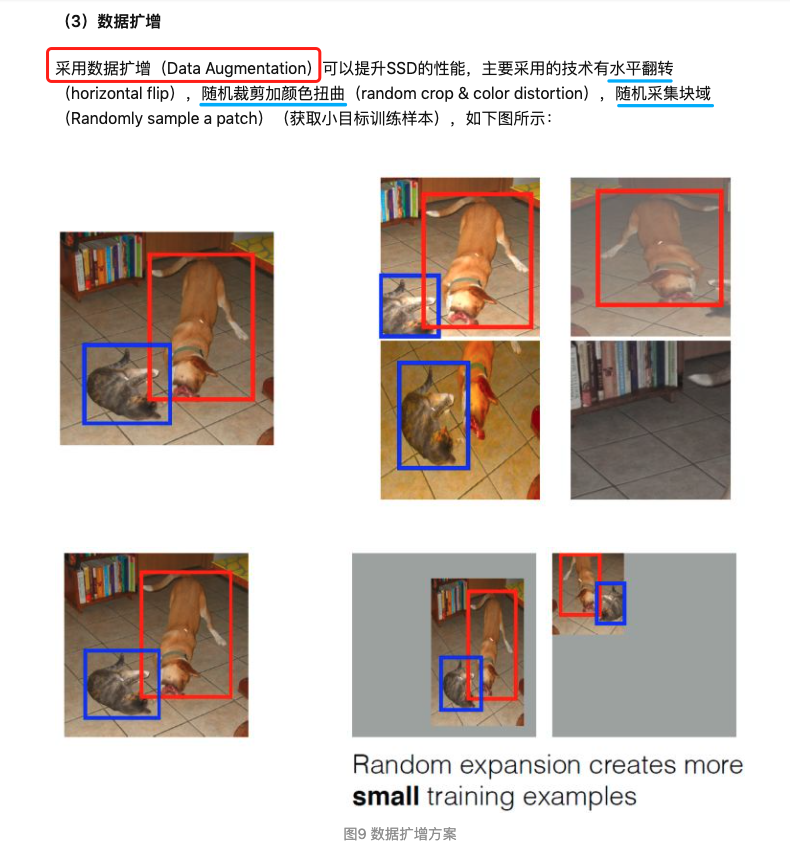 （3）数据扩增
采用数据扩增（Data Augmentation）可以提升SSD的性能，主要采用的技术有水平翻转
（horizontal flip），随机裁剪加颜色扭曲（random crop & color distortion），随机采集块域
（Randomly sample a patch）（获取小目标训练样本），如下图所示：
Random expansion creates more
small training examples
图9 数据扩增方案